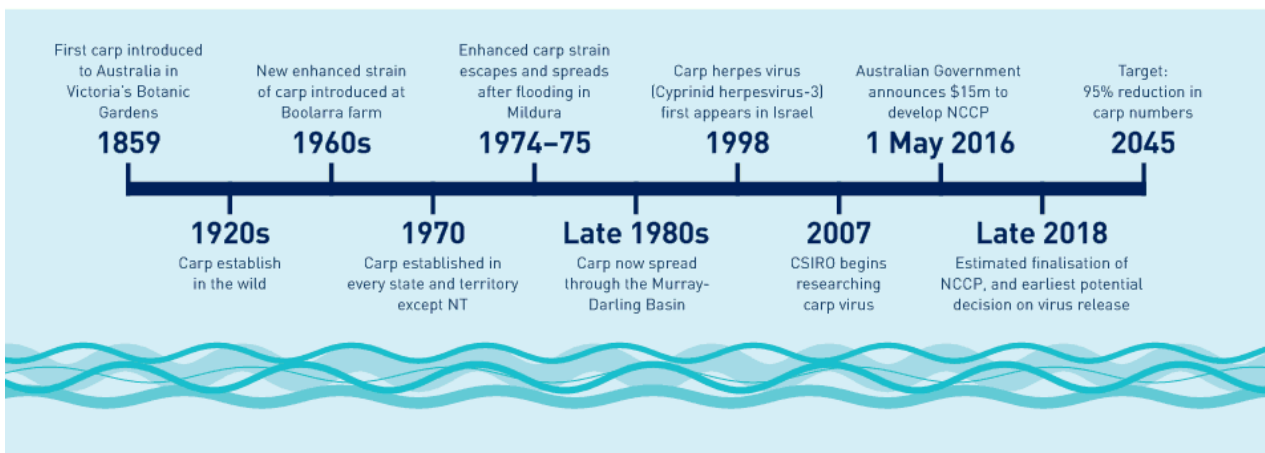 First carp introduced
to Australia in
Victoria's Botanic
Gardens
1859
1920s
Carp establish
in the wild
New enhanced strain
of carp introduced at
Boolarra farm
1960s
1970
Carp established in
every state and territory
except NT
Enhanced carp strain
escapes and spreads
after flooding in
Mildura
1974–75
Late 1980s
Carp now spread
through the Murray-
Darling Basin
Carp herpes virus
(Cyprinid herpesvirus-3)
first appears in Israel
1998
2007
CSIRO begins
researching
carp virus
Australian Government
announces $15m to
develop NCCP
1 May 2016
Late 2018
Estimated finalisation of
NCCP, and earliest potential
decision on virus release
Target:
95% reduction in
carp numbers
2045